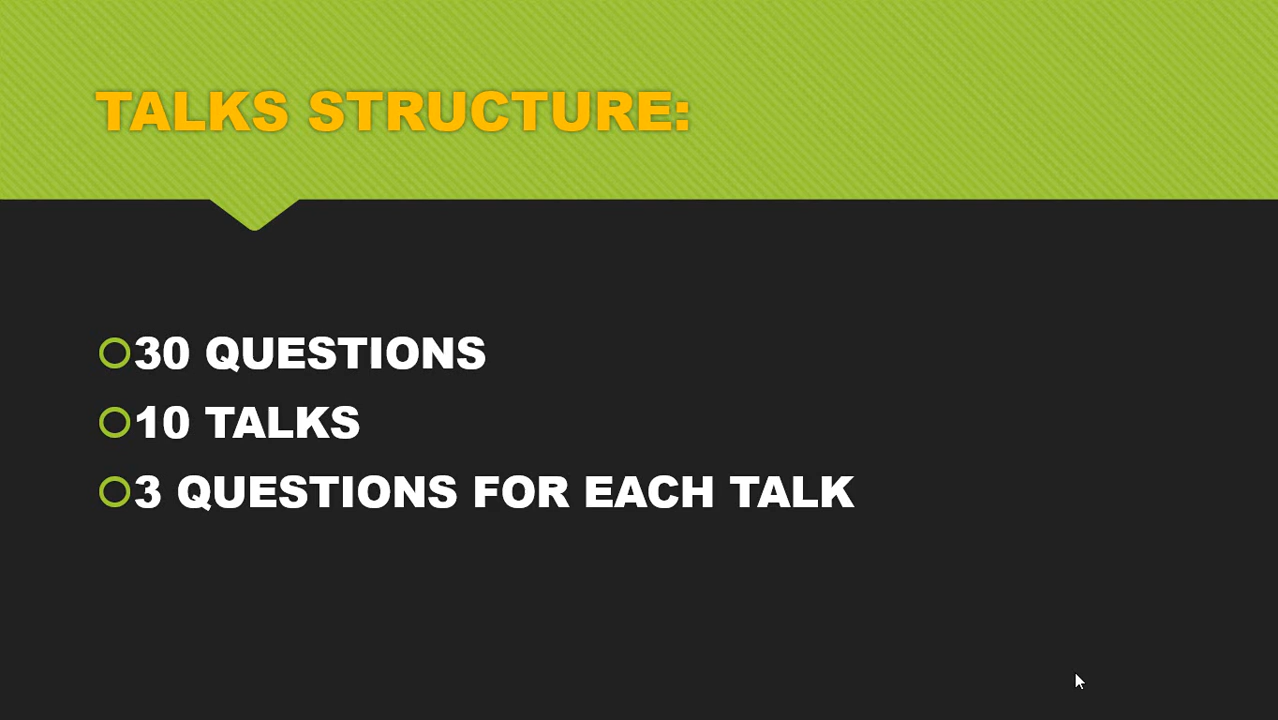 TALKS STRUCTURE:
30 QUESTIONS
10 TALKS
3 QUESTIONS FOR EACH TALK